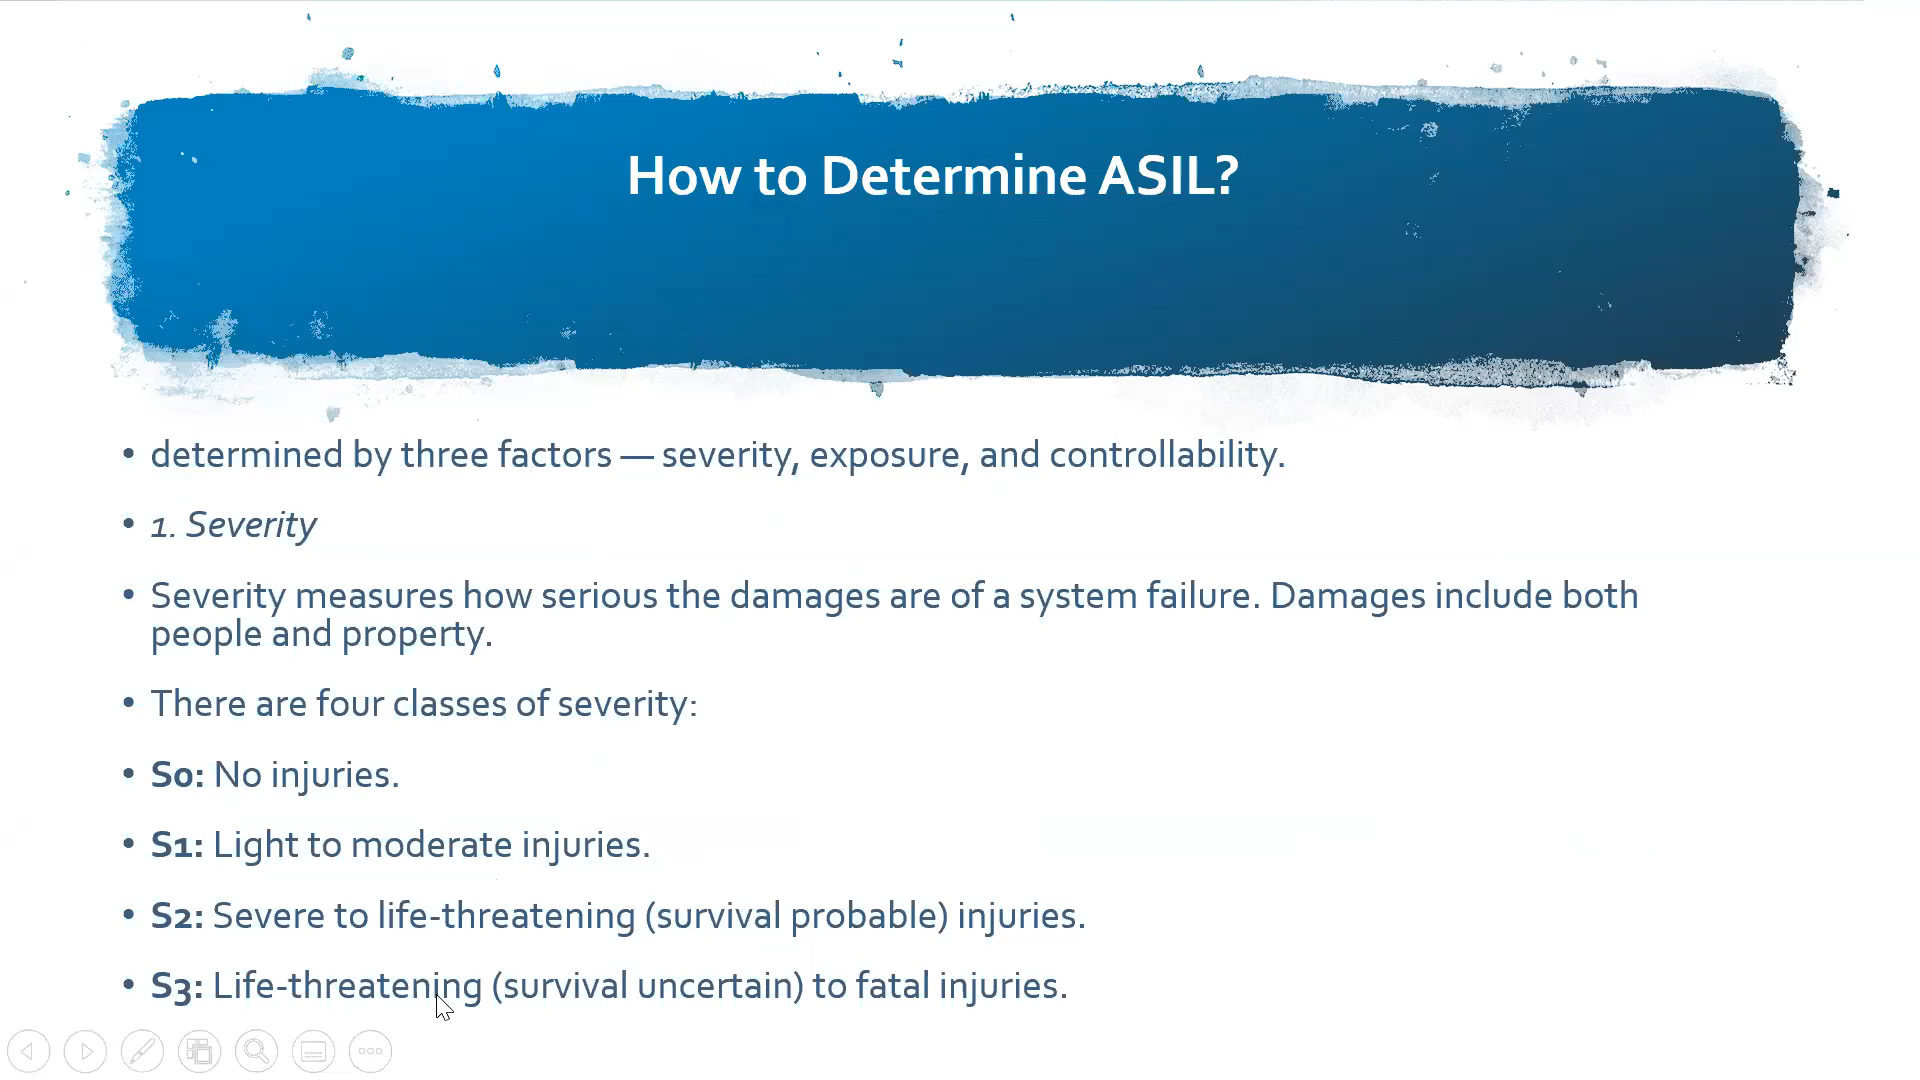 How to Determine ASIL?
• determined by three factors — severity, exposure, and controllability.
• 1. Severity
• Severity measures how serious the damages are of a system failure. Damages include both
people and property.
• There are four classes of severity:
• S0: No injuries.
• S1: Light to moderate injuries.
• S2: Severe to life-threatening (survival probable) injuries.
• S3: Life-threatening (survival uncertain) to fatal injuries.